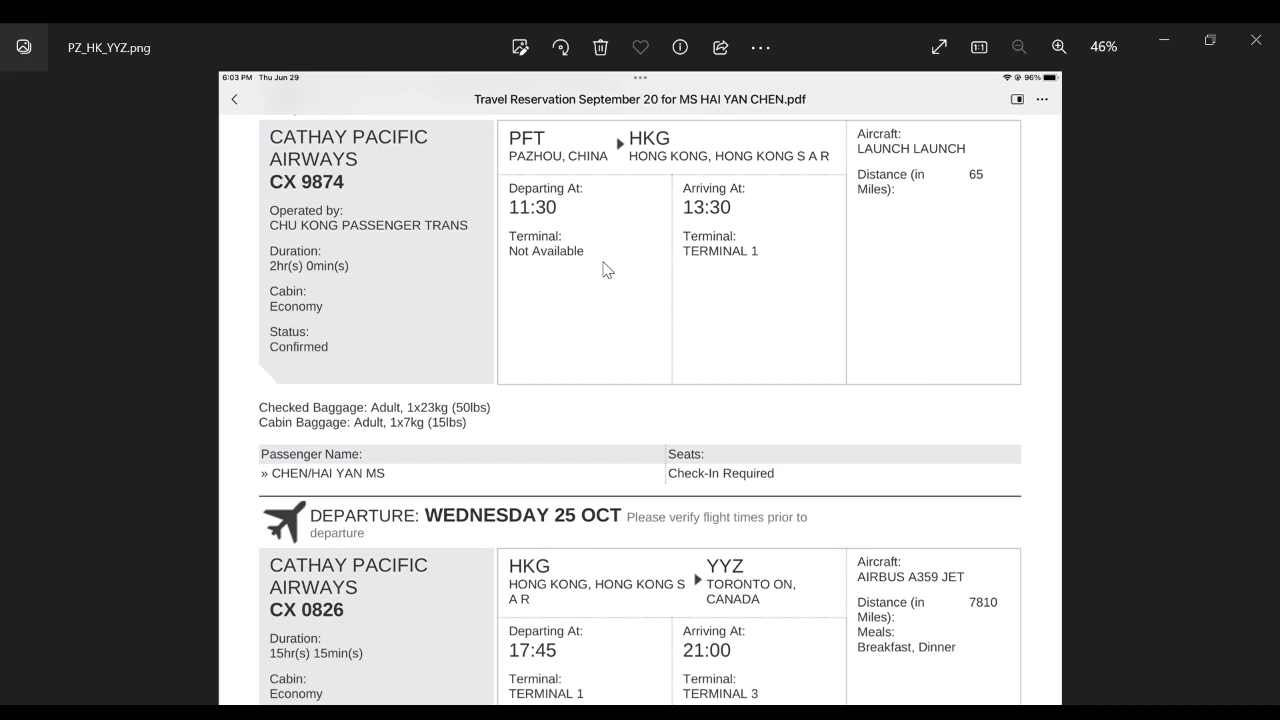 PZ_HK_YYZ.png
46%
6:03 PM Thu Jun 29
96%
Travel Reservation September 20 for MS HAI YAN CHEN.pdf
CATHAY PACIFIC
AIRWAYS
CX 9874
Operated by:
CHU KONG PASSENGER TRANS
Duration:
2hr(s) 0min(s)
Cabin:
Economy
Status:
Confirmed
PFT
PAZHOU, CHINA
HKG
HONG KONG, HONG KONG S A R
Departing At:
11:30
Terminal:
Not Available
Arriving At:
13:30
Terminal:
TERMINAL 1
Aircraft:
LAUNCH LAUNCH
Distance (in 65
Miles):
Checked Baggage: Adult, 1x23kg (50lbs)
Cabin Baggage: Adult, 1x7kg (15lbs)
Passenger Name: Seats:
» CHEN/HAI YAN MS Check-In Required
DEPARTURE: WEDNESDAY 25 OCT Please verify flight times prior to
departure
CATHAY PACIFIC
AIRWAYS
CX 0826
Duration:
15hr(s) 15min(s)
Cabin:
Economy
HKG
HONG KONG, HONG KONG S
A R
YYZ
TORONTO ON,
CANADA
Departing At:
17:45
Terminal:
TERMINAL 1
Arriving At:
21:00
Terminal:
TERMINAL 3
Aircraft:
AIRBUS A359 JET
Distance (in 7810
Miles):
Meals:
Breakfast, Dinner